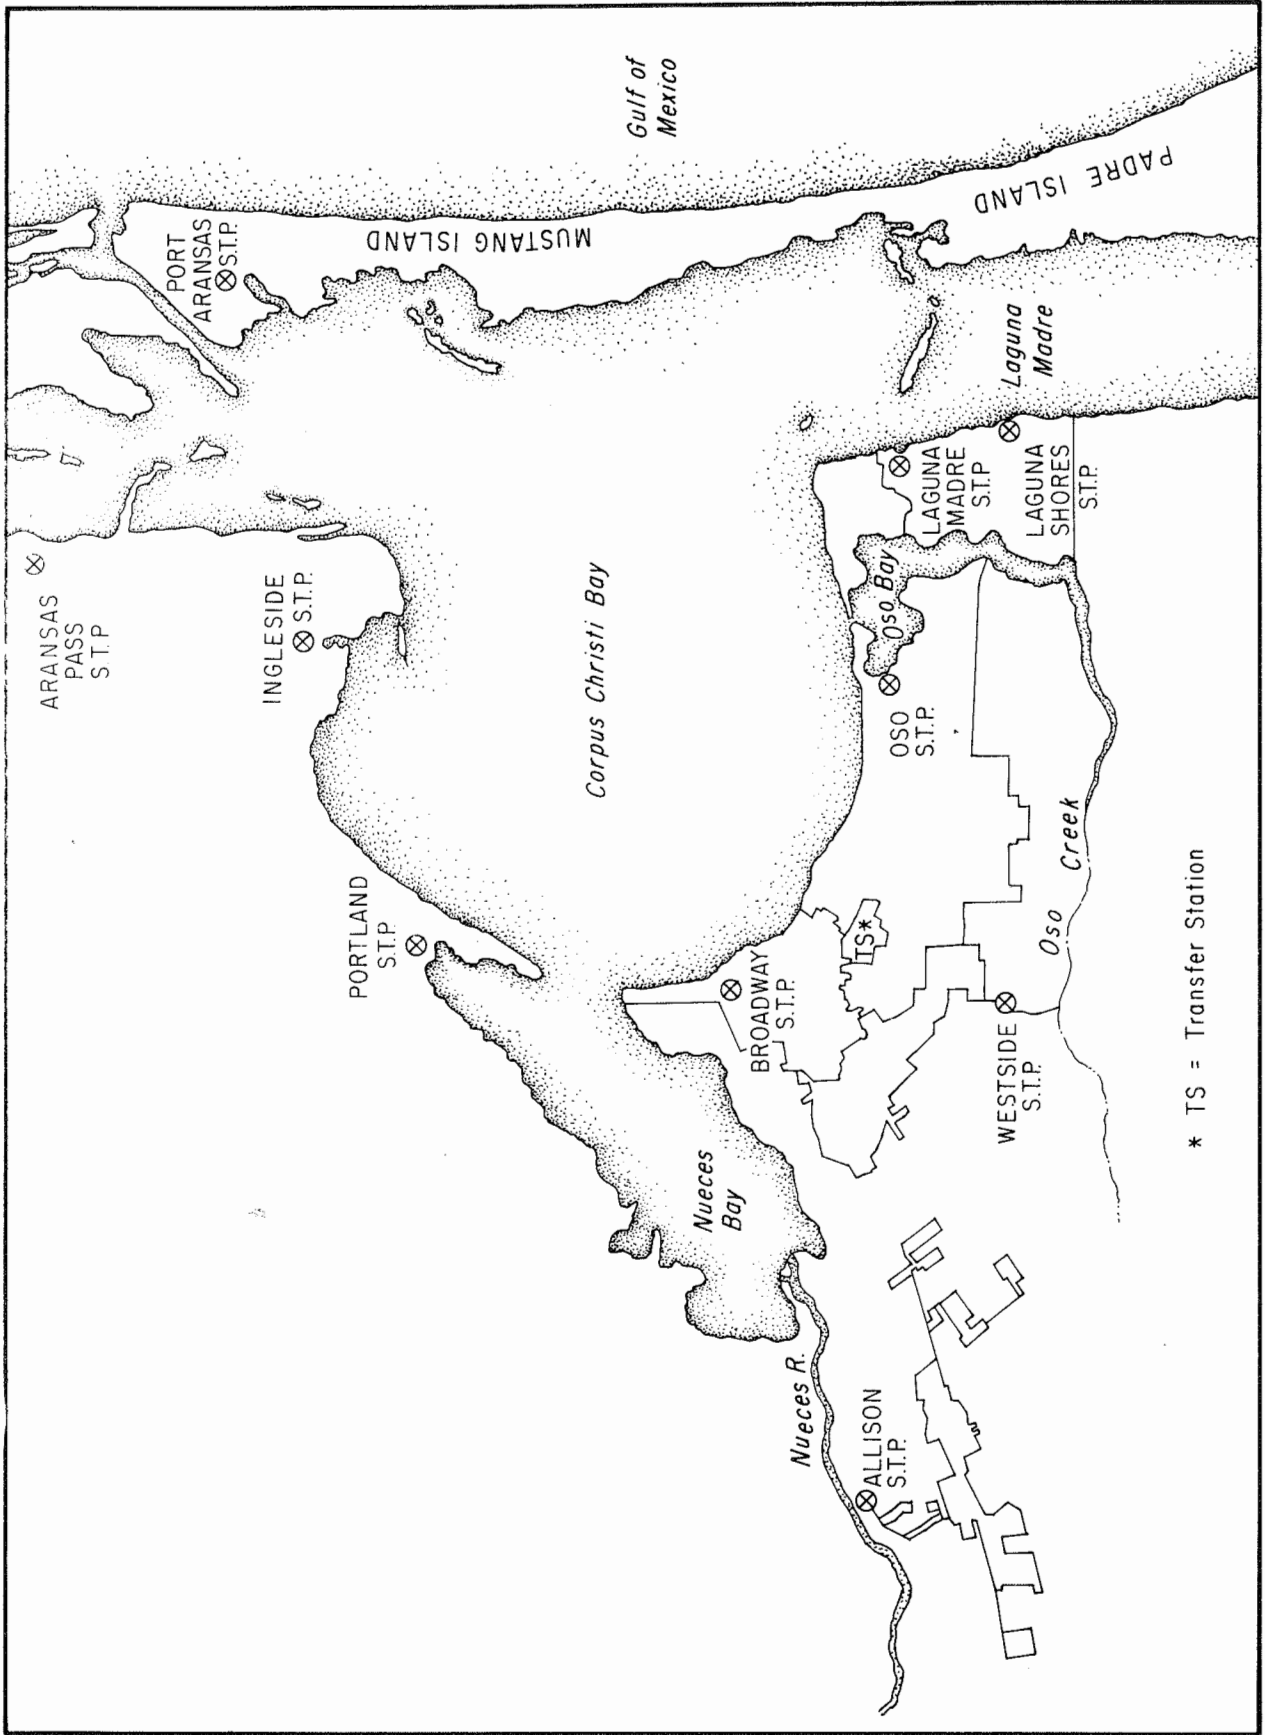 ARANSAS
PASS
S.T.P
PORT
ARANSAS
S.T.P.
INGLESIDE
S.T.P.
PORTLAND
S.T.P
Gulf of
Mexico
MUSTANG ISLAND
PADRE ISLAND
Corpus Christi Bay
Laguna
Madre
LAGUNA
MADRE
S.T.P
LAGUNA
SHORES
S.T.P.
Oso Bay
OSO
S.T.P.
Oso Creek
TS*
BROADWAY
S.T.P.
WESTSIDE
S.T.P.
Nueces
Bay
Nueces R.
ALLISON
S.T.P.
* TS = Transfer Station